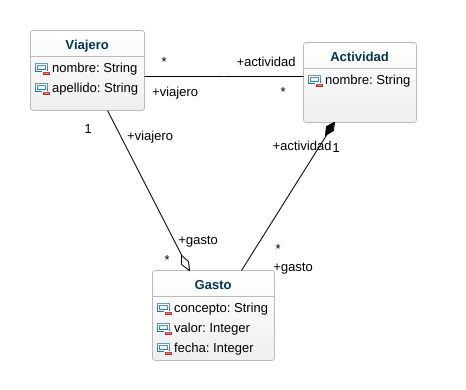 Viajero
nombre: String
apellido: String
* +actividad
+viajero *
Actividad
nombre: String
1
+viajero
+actividad 1
+gasto
*
*
+gasto
Gasto
concepto: String
valor: Integer
fecha: Integer